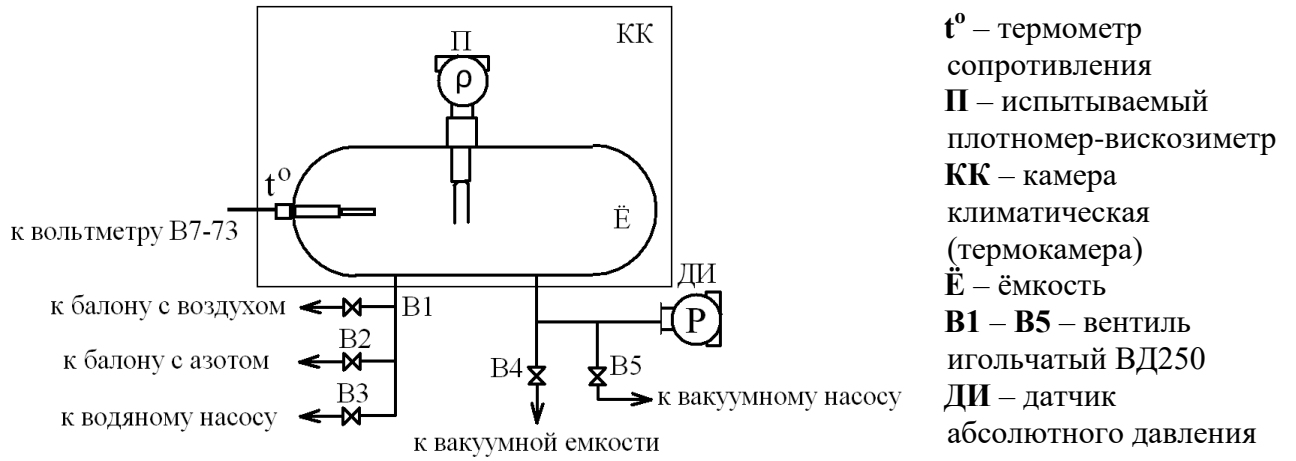 КК
П
ρ
t°
Ё
к вольтметру В7-73
ДИ
к балону с воздухом
В1
P
В2
к балону с азотом
В4
В5
В3
к водяному насосу
к вакуумному насосу
к вакуумной емкости
t° – термометр
сопротивления
П – испытываемый
плотномер-вискозиметр
КК – камера
климатическая
(термокамера)
Ё – ёмкость
В1 – В5 – вентиль
игольчатый ВД250
ДИ – датчик
абсолютного давления